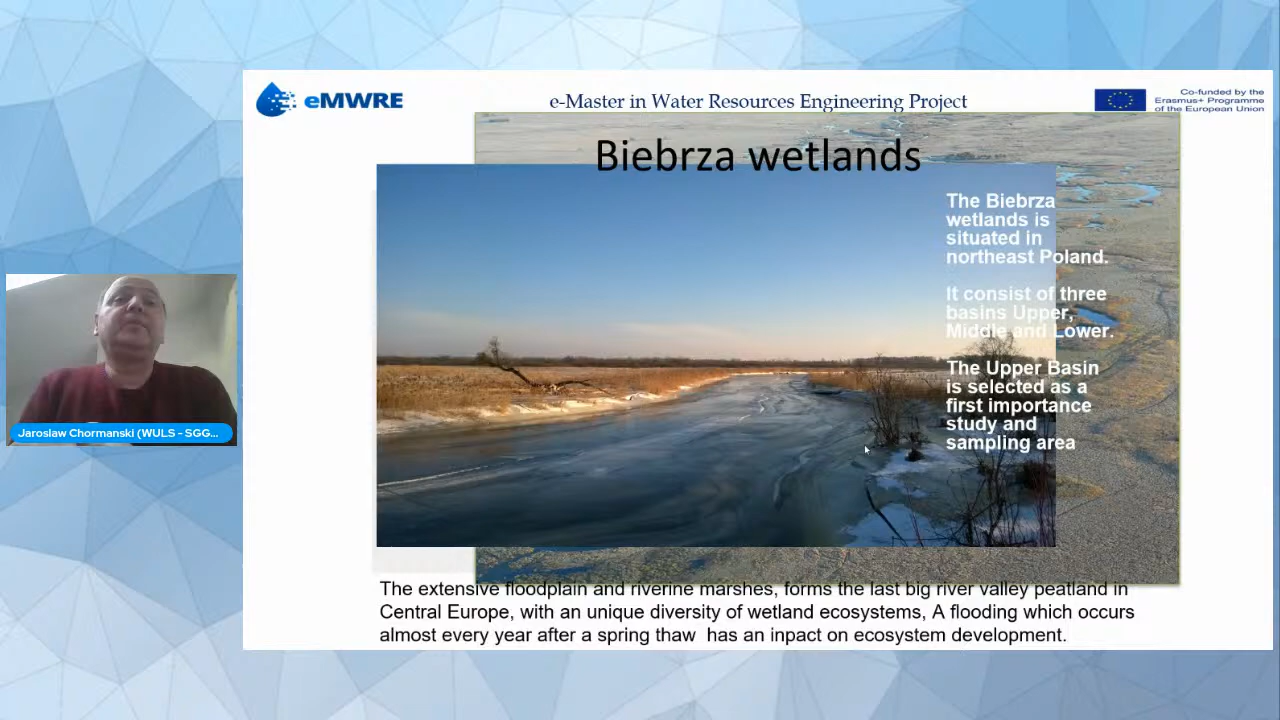 eMWRE
e-Master in Water Resources Engineering Project
Co-funded by the
Erasmus+ Programme
of the European Union
Biebrza wetlands
The Biebrza
wetlands is
situated in
northeast Poland.
It consist of three
basins Upper,
Middle and Lower.
The Upper Basin
is selected as a
first importance
study and
sampling area
Jaroslaw Chormanski (WULS - SGG...
The extensive floodplain and riverine marshes, forms the last big river valley peatland in
Central Europe, with an unique diversity of wetland ecosystems, A flooding which occurs
almost every year after a spring thaw has an inpact on ecosystem development.